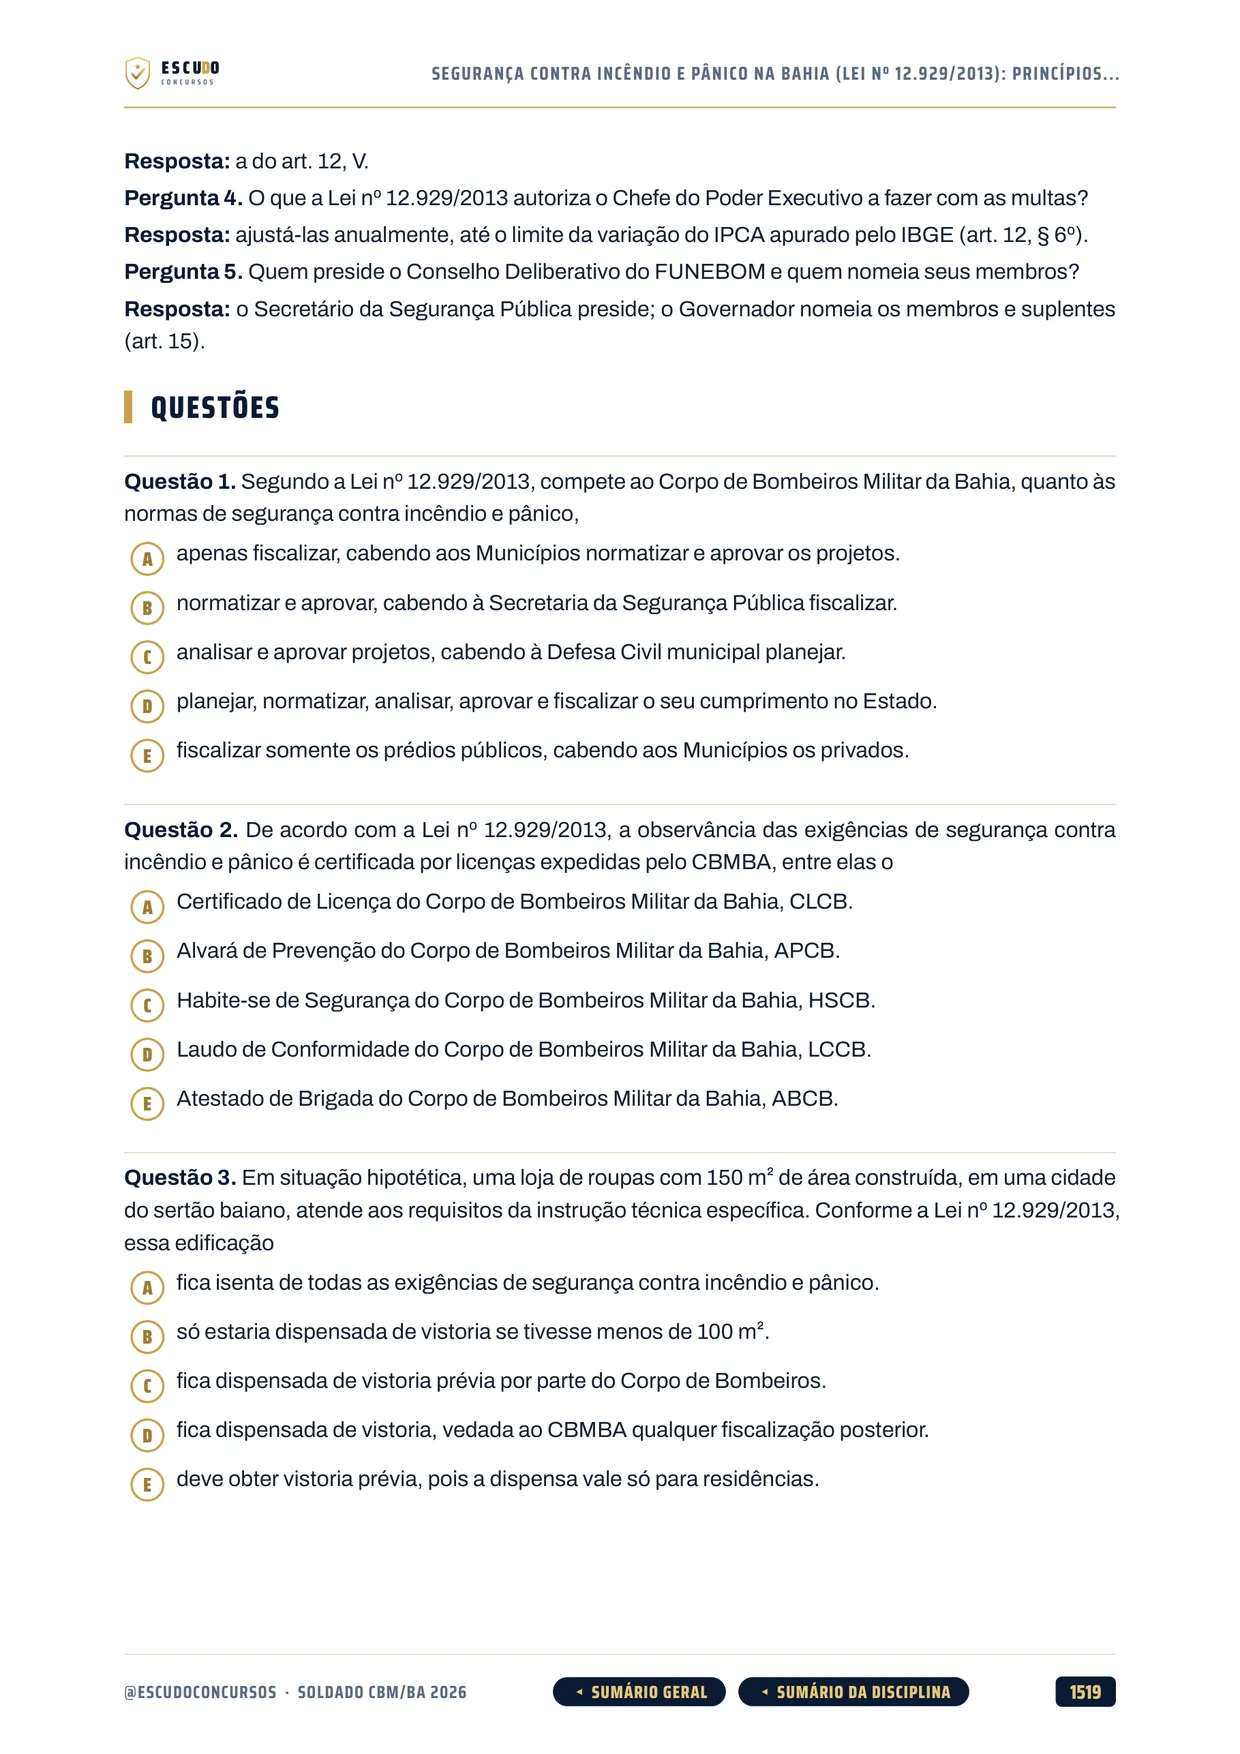 ESCUDO
CONCURSOS
SEGURANÇA CONTRA INCÊNDIO E PÂNICO NA BAHIA (LEI Nº 12.929/2013): PRINCÍPIOS...
Resposta: a do art. 12, V.
Pergunta 4. O que a Lei nº 12.929/2013 autoriza o Chefe do Poder Executivo a fazer com as multas?
Resposta: ajustá-las anualmente, até o limite da variação do IPCA apurado pelo IBGE (art. 12, § 6º).
Pergunta 5. Quem preside o Conselho Deliberativo do FUNEBOM e quem nomeia seus membros?
Resposta: o Secretário da Segurança Pública preside; o Governador nomeia os membros e suplentes
(art. 15).
QUESTÕES
Questão 1. Segundo a Lei nº 12.929/2013, compete ao Corpo de Bombeiros Militar da Bahia, quanto às
normas de segurança contra incêndio e pânico,
A apenas fiscalizar, cabendo aos Municípios normatizar e aprovar os projetos.
B normatizar e aprovar, cabendo à Secretaria da Segurança Pública fiscalizar.
C analisar e aprovar projetos, cabendo à Defesa Civil municipal planejar.
D planejar, normatizar, analisar, aprovar e fiscalizar o seu cumprimento no Estado.
E fiscalizar somente os prédios públicos, cabendo aos Municípios os privados.
Questão 2. De acordo com a Lei nº 12.929/2013, a observância das exigências de segurança contra
incêndio e pânico é certificada por licenças expedidas pelo CBMBA, entre elas o
A Certificado de Licença do Corpo de Bombeiros Militar da Bahia, CLCB.
B Alvará de Prevenção do Corpo de Bombeiros Militar da Bahia, APCB.
C Habite-se de Segurança do Corpo de Bombeiros Militar da Bahia, HSCB.
D Laudo de Conformidade do Corpo de Bombeiros Militar da Bahia, LCCB.
E Atestado de Brigada do Corpo de Bombeiros Militar da Bahia, ABCB.
Questão 3. Em situação hipotética, uma loja de roupas com 150 m² de área construída, em uma cidade
do sertão baiano, atende aos requisitos da instrução técnica específica. Conforme a Lei nº 12.929/2013,
essa edificação
A fica isenta de todas as exigências de segurança contra incêndio e pânico.
B só estaria dispensada de vistoria se tivesse menos de 100 m².
C fica dispensada de vistoria prévia por parte do Corpo de Bombeiros.
D fica dispensada de vistoria, vedada ao CBMBA qualquer fiscalização posterior.
E deve obter vistoria prévia, pois a dispensa vale só para residências.
@ESCUDOCONCURSOS · SOLDADO CBM/BA 2026
SUMÁRIO GERAL
SUMÁRIO DA DISCIPLINA
1519